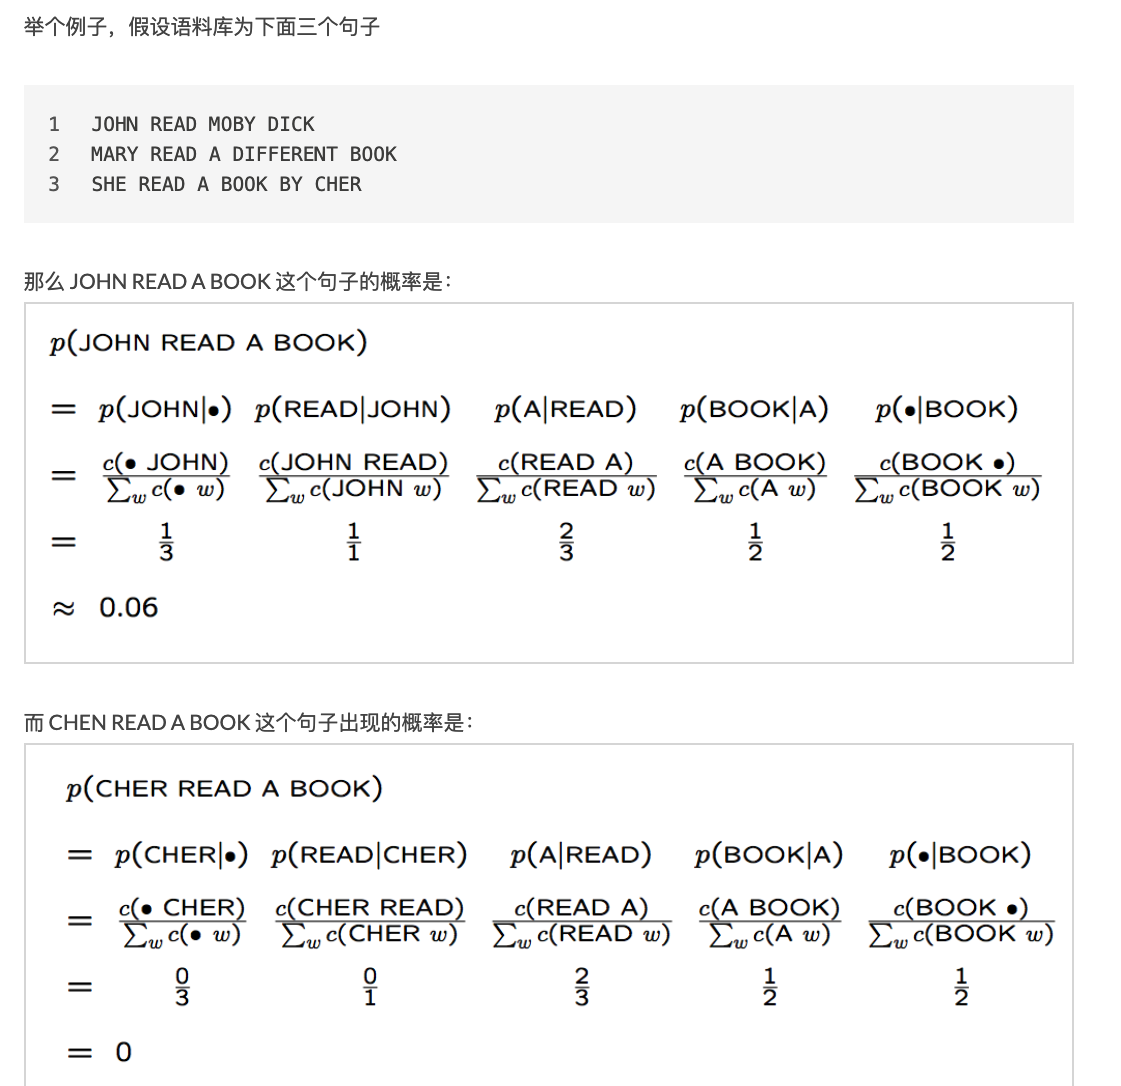 举个例子，假设语料库为下面三个句子
1 JOHN READ MOBY DICK
2 MARY READ A DIFFERENT BOOK
3 SHE READ A BOOK BY CHER
那么 JOHN READ A BOOK 这个句子的概率是：
p(JOHN READ A BOOK)
= p(JOHN|•) p(READ|JOHN) p(A|READ) p(BOOK|A) p(•|BOOK)
= c(• JOHN) / ∑w c(• w) c(JOHN READ) / ∑w c(JOHN w) c(READ A) / ∑w c(READ w) c(A BOOK) / ∑w c(A w) c(BOOK •) / ∑w c(BOOK w)
= 1/3 1/1 2/3 1/2 1/2
≈ 0.06
而 CHEN READ A BOOK 这个句子出现的概率是：
p(CHER READ A BOOK)
= p(CHER|•) p(READ|CHER) p(A|READ) p(BOOK|A) p(•|BOOK)
= c(• CHER) / ∑w c(• w) c(CHER READ) / ∑w c(CHER w) c(READ A) / ∑w c(READ w) c(A BOOK) / ∑w c(A w) c(BOOK •) / ∑w c(BOOK w)
= 0/3 0/1 2/3 1/2 1/2
= 0